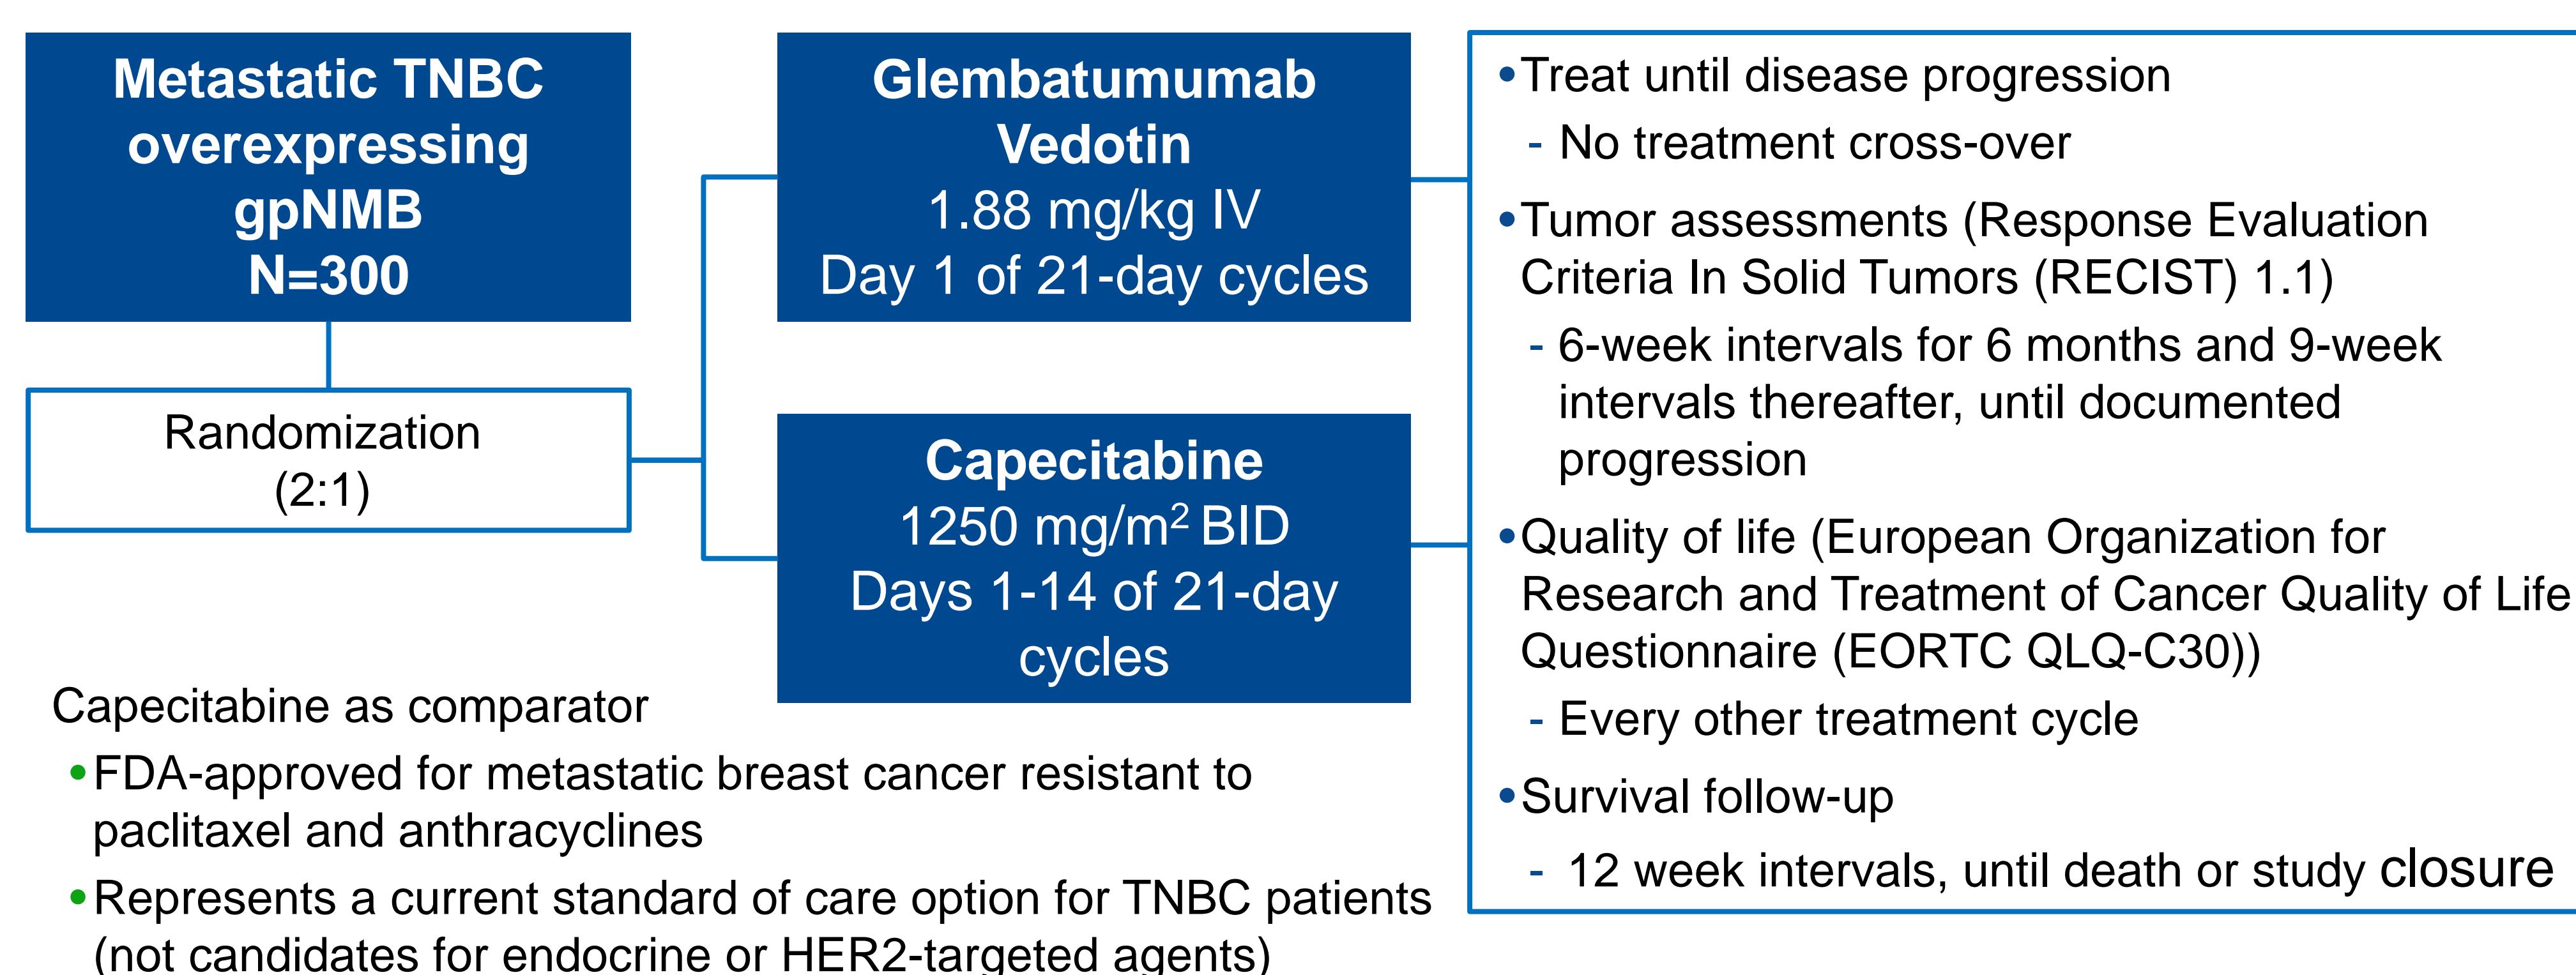 Metastatic TNBC
overexpressing
gpNMB
N=300
Randomization
(2:1)
Glembatumumab
Vedotin
1.88 mg/kg IV
Day 1 of 21-day cycles
Capecitabine
1250 mg/m² BID
Days 1-14 of 21-day
cycles
•Treat until disease progression
- No treatment cross-over
•Tumor assessments (Response Evaluation
Criteria In Solid Tumors (RECIST) 1.1)
- 6-week intervals for 6 months and 9-week
intervals thereafter, until documented
progression
•Quality of life (European Organization for
Research and Treatment of Cancer Quality of Life
Questionnaire (EORTC QLQ-C30))
- Every other treatment cycle
•Survival follow-up
- 12 week intervals, until death or study closure
Capecitabine as comparator
•FDA-approved for metastatic breast cancer resistant to
paclitaxel and anthracyclines
•Represents a current standard of care option for TNBC patients
(not candidates for endocrine or HER2-targeted agents)